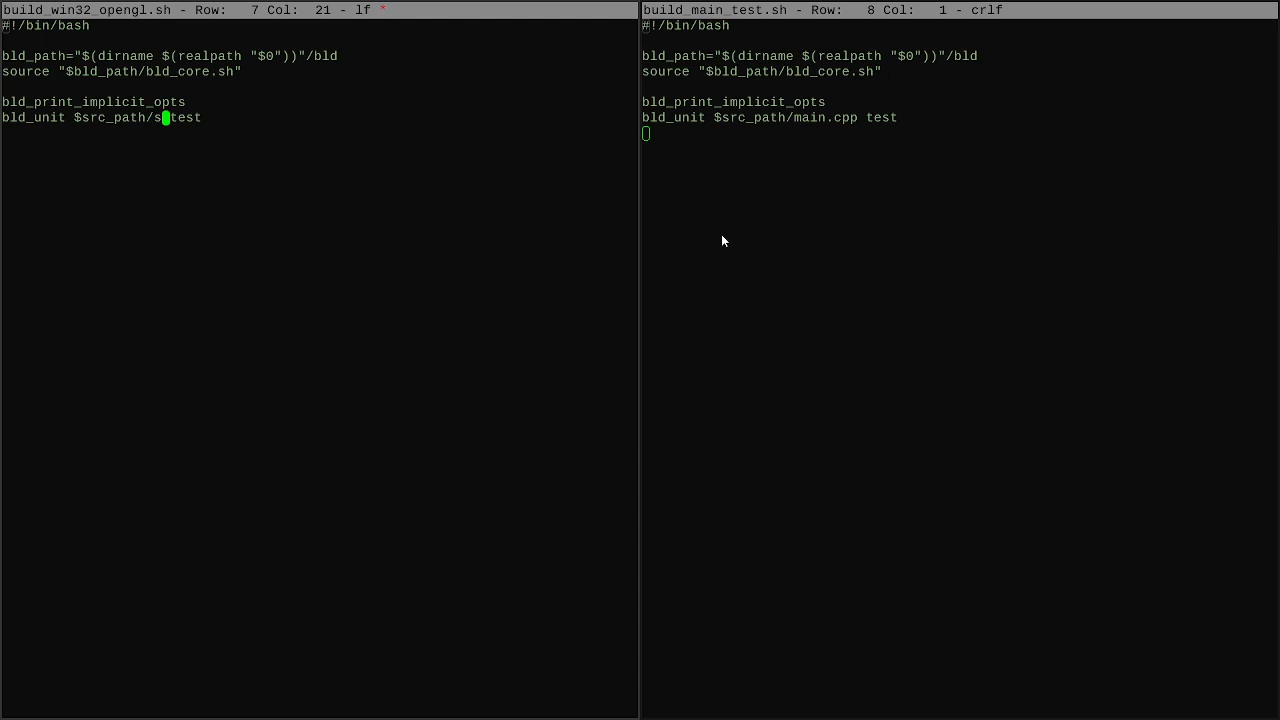 build_win32_opengl.sh - Row:   7 Col:  21 - lf *
#!/bin/bash
bld_path="$(dirname $(realpath "$0"))"/bld
source "$bld_path/bld_core.sh"
bld_print_implicit_opts
bld_unit $src_path/s test
build_main_test.sh - Row:   8 Col:   1 - crlf
#!/bin/bash
bld_path="$(dirname $(realpath "$0"))"/bld
source "$bld_path/bld_core.sh"
bld_print_implicit_opts
bld_unit $src_path/main.cpp test